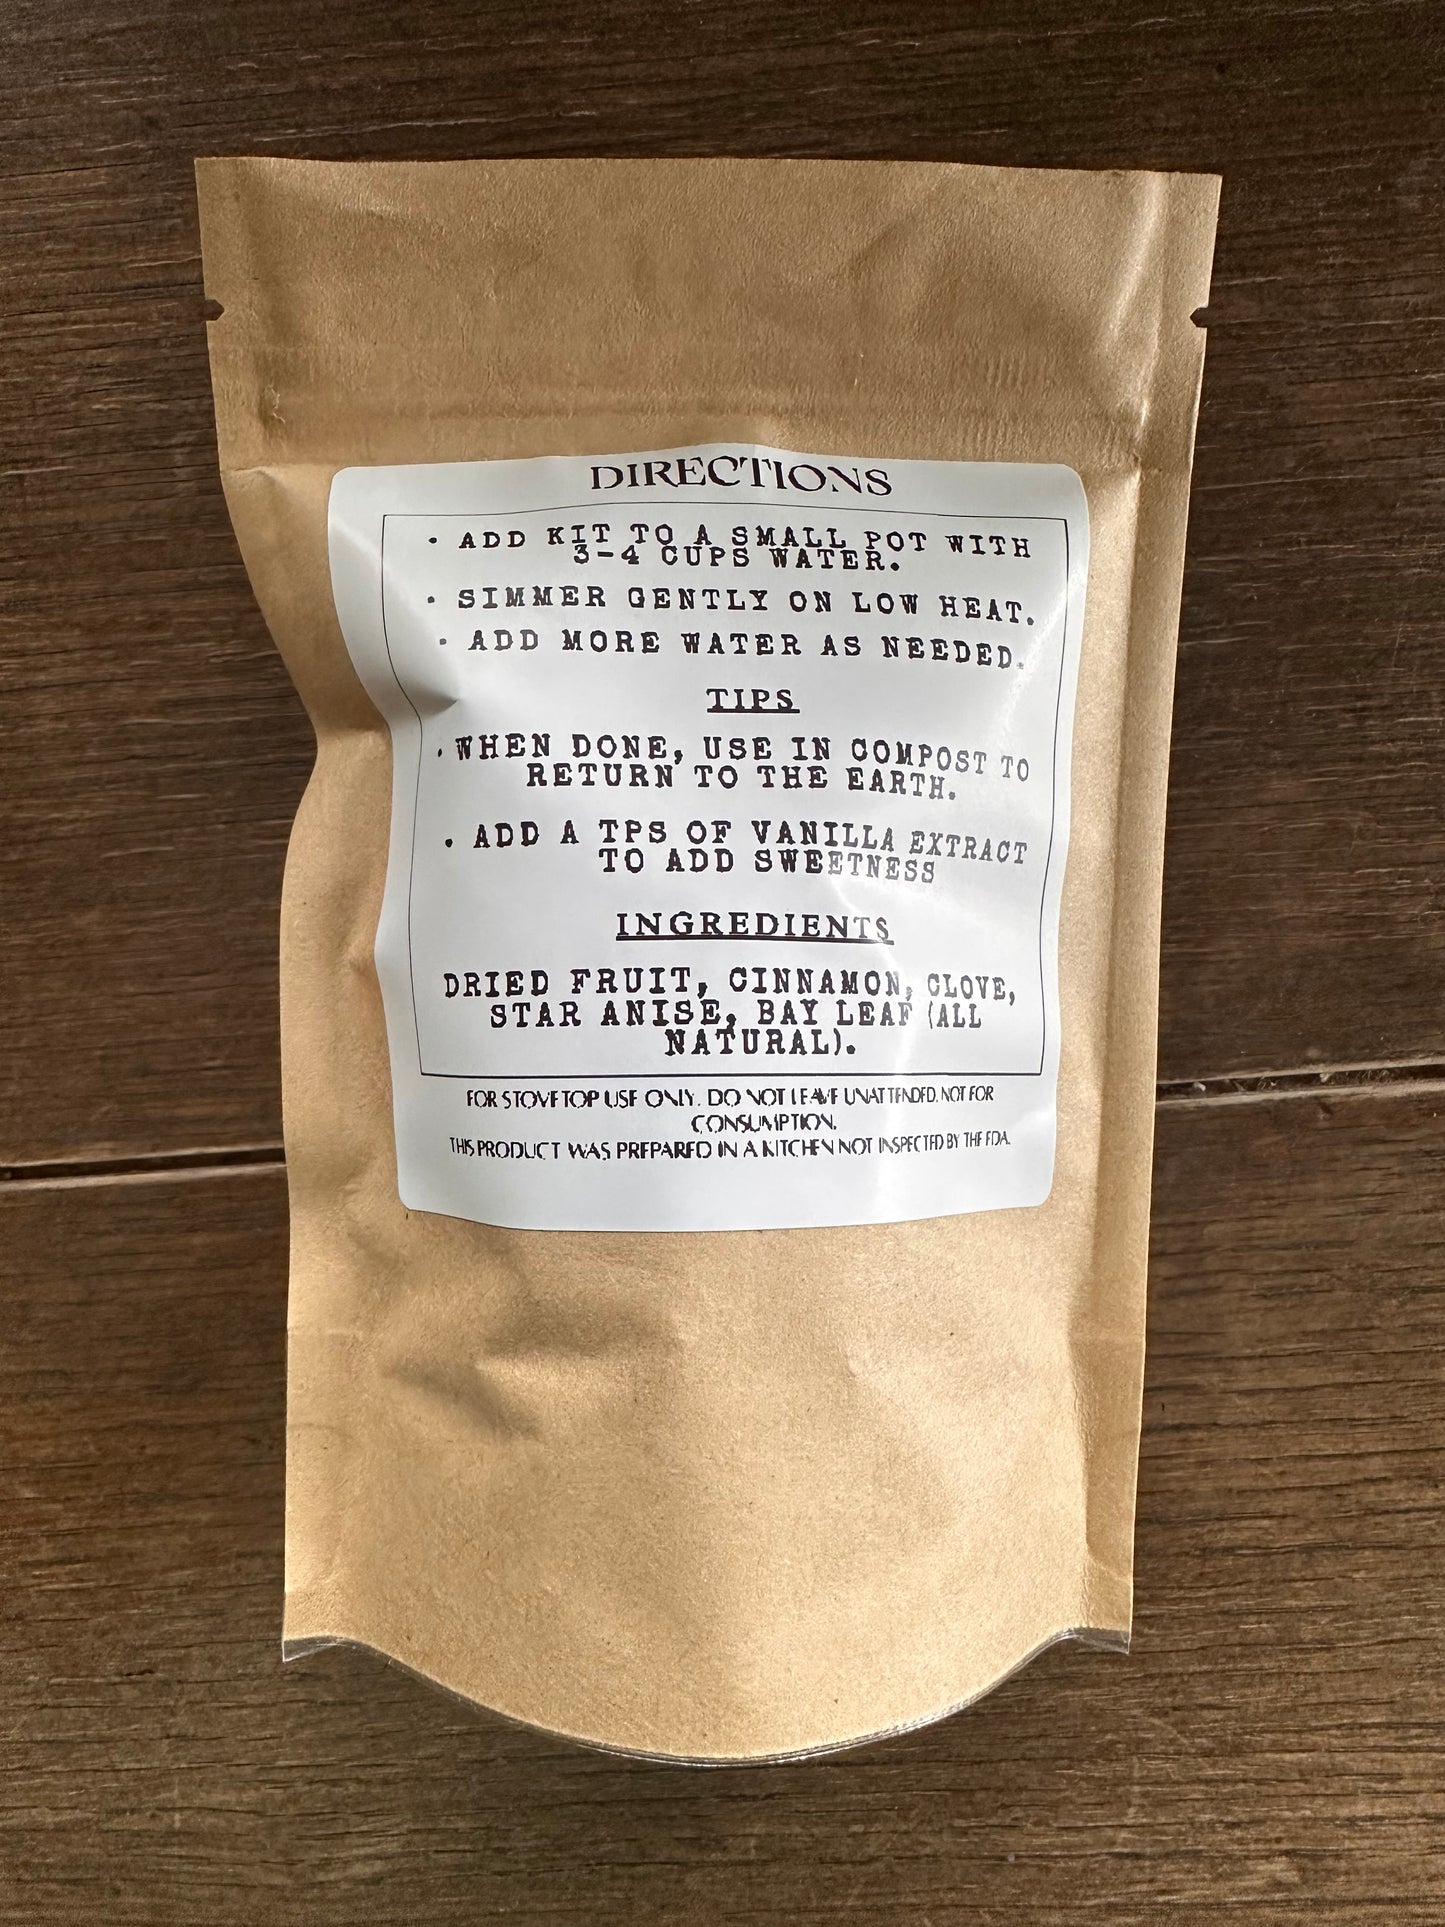 DIRECTIONS
• ADD KIT TO A SMALL POT WITH
3-4 CUPS WATER.
• SIMMER GENTLY ON LOW HEAT.
• ADD MORE WATER AS NEEDED.
TIPS
• WHEN DONE, USE IN COMPOST TO
RETURN TO THE EARTH.
• ADD A TPS OF VANILLA EXTRACT
TO ADD SWEETNESS
INGREDIENTS
DRIED FRUIT, CINNAMON, CLOVE,
STAR ANISE, BAY LEAF (ALL
NATURAL).
FOR STOVETOP USE ONLY. DO NOT LEAVE UNATTENDED. NOT FOR
CONSUMPTION.
THIS PRODUCT WAS PREPARED IN A KITCHEN NOT INSPECTED BY THE FDA.